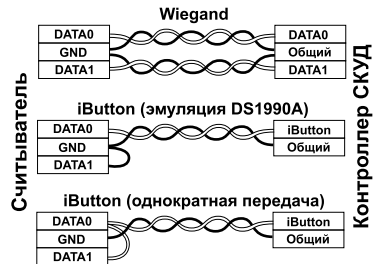 Wiegand
DATA0 DATA0
GND Общий
DATA1 DATA1
iButton (эмуляция DS1990A)
DATA0 iButton
GND Общий
DATA1
iButton (однократная передача)
DATA0 iButton
GND Общий
DATA1
Считыватель
Контроллер СКУД